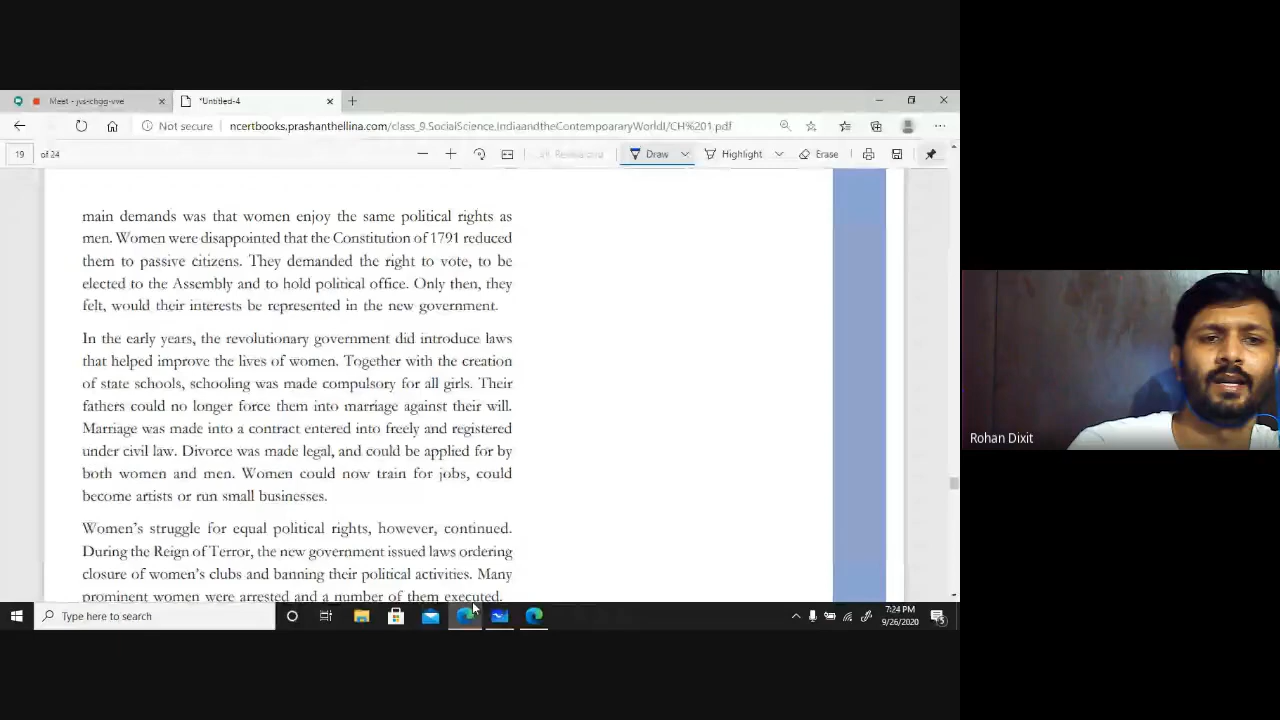 Meet - jvs-chgg-vve
*Untitled-4
Not secure
ncertbooks.prashanthellina.com/class_9.SocialScience.IndiaandtheContempoararyWorldI/CH%201.pdf
19 of 24
Draw
Highlight
Erase
main demands was that women enjoy the same political rights as
men. Women were disappointed that the Constitution of 1791 reduced
them to passive citizens. They demanded the right to vote, to be
elected to the Assembly and to hold political office. Only then, they
felt, would their interests be represented in the new government.
In the early years, the revolutionary government did introduce laws
that helped improve the lives of women. Together with the creation
of state schools, schooling was made compulsory for all girls. Their
fathers could no longer force them into marriage against their will.
Marriage was made into a contract entered into freely and registered
under civil law. Divorce was made legal, and could be applied for by
both women and men. Women could now train for jobs, could
become artists or run small businesses.
Women's struggle for equal political rights, however, continued.
During the Reign of Terror, the new government issued laws ordering
closure of women's clubs and banning their political activities. Many
prominent women were arrested and a number of them executed.
Rohan Dixit
Type here to search
7:24 PM
9/26/2020